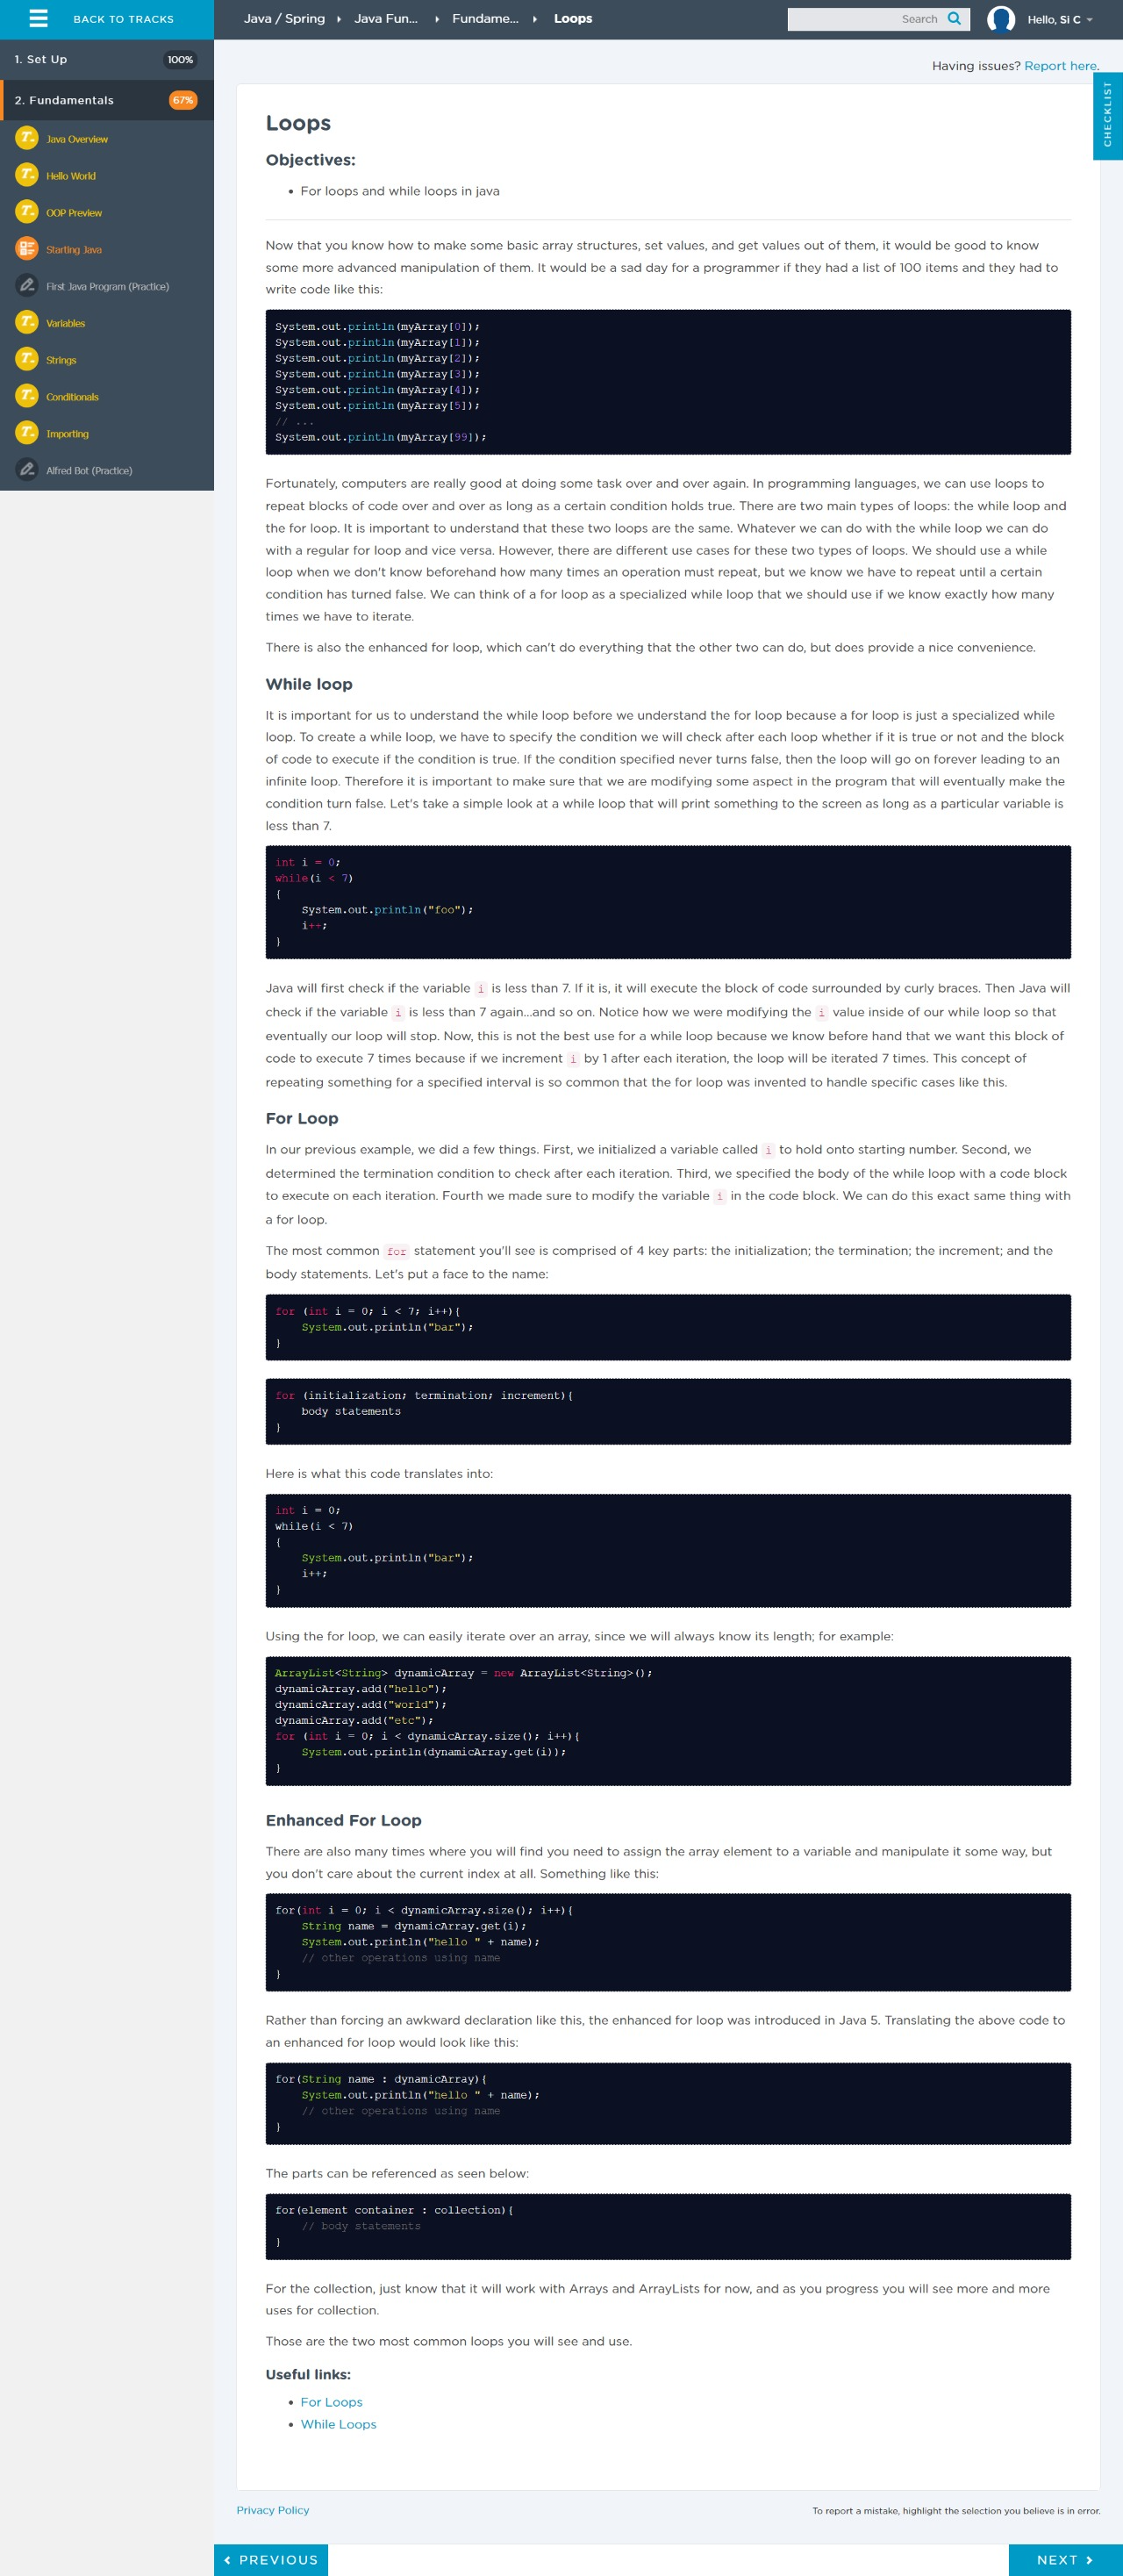 BACK TO TRACKS
Java / Spring
Java Fun...
Fundame...
Loops
Search
Hello, Si C
1. Set Up
100%
2. Fundamentals
67%
Java Overview
Hello World
OOP Preview
Starting Java
First Java Program (Practice)
Variables
Strings
Conditionals
Importing
Alfred Bot (Practice)
Having issues? Report here.
CHECKLIST
Loops
Objectives:
• For loops and while loops in java
Now that you know how to make some basic array structures, set values, and get values out of them, it would be good to know
some more advanced manipulation of them. It would be a sad day for a programmer if they had a list of 100 items and they had to
write code like this:
System.out.println(myArray[0]);
System.out.println(myArray[1]);
System.out.println(myArray[2]);
System.out.println(myArray[3]);
System.out.println(myArray[4]);
System.out.println(myArray[5]);
// ...
System.out.println(myArray[99]);
Fortunately, computers are really good at doing some task over and over again. In programming languages, we can use loops to
repeat blocks of code over and over as long as a certain condition holds true. There are two main types of loops: the while loop and
the for loop. It is important to understand that these two loops are the same. Whatever we can do with the while loop we can do
with a regular for loop and vice versa. However, there are different use cases for these two types of loops. We should use a while
loop when we don't know beforehand how many times an operation must repeat, but we know we have to repeat until a certain
condition has turned false. We can think of a for loop as a specialized while loop that we should use if we know exactly how many
times we have to iterate.
There is also the enhanced for loop, which can't do everything that the other two can do, but does provide a nice convenience.
While loop
It is important for us to understand the while loop before we understand the for loop because a for loop is just a specialized while
loop. To create a while loop, we have to specify the condition we will check after each loop whether if it is true or not and the block
of code to execute if the condition is true. If the condition specified never turns false, then the loop will go on forever leading to an
infinite loop. Therefore it is important to make sure that we are modifying some aspect in the program that will eventually make the
condition turn false. Let's take a simple look at a while loop that will print something to the screen as long as a particular variable is
less than 7.
int i = 0;
while(i < 7)
{
System.out.println("foo");
i++;
}
Java will first check if the variable i is less than 7. If it is, it will execute the block of code surrounded by curly braces. Then Java will
check if the variable i is less than 7 again...and so on. Notice how we were modifying the i value inside of our while loop so that
eventually our loop will stop. Now, this is not the best use for a while loop because we know before hand that we want this block of
code to execute 7 times because if we increment i by 1 after each iteration, the loop will be iterated 7 times. This concept of
repeating something for a specified interval is so common that the for loop was invented to handle specific cases like this.
For Loop
In our previous example, we did a few things. First, we initialized a variable called i to hold onto starting number. Second, we
determined the termination condition to check after each iteration. Third, we specified the body of the while loop with a code block
to execute on each iteration. Fourth we made sure to modify the variable i in the code block. We can do this exact same thing with
a for loop.
The most common for statement you'll see is comprised of 4 key parts: the initialization; the termination; the increment; and the
body statements. Let's put a face to the name:
for (int i = 0; i < 7; i++){
System.out.println("bar");
}
for (initialization; termination; increment){
body statements
}
Here is what this code translates into:
int i = 0;
while(i < 7)
{
System.out.println("bar");
i++;
}
Using the for loop, we can easily iterate over an array, since we will always know its length; for example:
ArrayList<String> dynamicArray = new ArrayList<String>();
dynamicArray.add("hello");
dynamicArray.add("world");
dynamicArray.add("etc");
for (int i = 0; i < dynamicArray.size(); i++){
System.out.println(dynamicArray.get(i));
}
Enhanced For Loop
There are also many times where you will find you need to assign the array element to a variable and manipulate it some way, but
you don't care about the current index at all. Something like this:
for(int i = 0; i < dynamicArray.size(); i++){
String name = dynamicArray.get(i);
System.out.println("hello " + name);
// other operations using name
}
Rather than forcing an awkward declaration like this, the enhanced for loop was introduced in Java 5. Translating the above code to
an enhanced for loop would look like this:
for(String name : dynamicArray){
System.out.println("hello " + name);
// other operations using name
}
The parts can be referenced as seen below:
for(element container : collection){
// body statements
}
For the collection, just know that it will work with Arrays and ArrayLists for now, and as you progress you will see more and more
uses for collection.
Those are the two most common loops you will see and use.
Useful links:
• For Loops
• While Loops
Privacy Policy
To report a mistake, highlight the selection you believe is in error.
PREVIOUS
NEXT